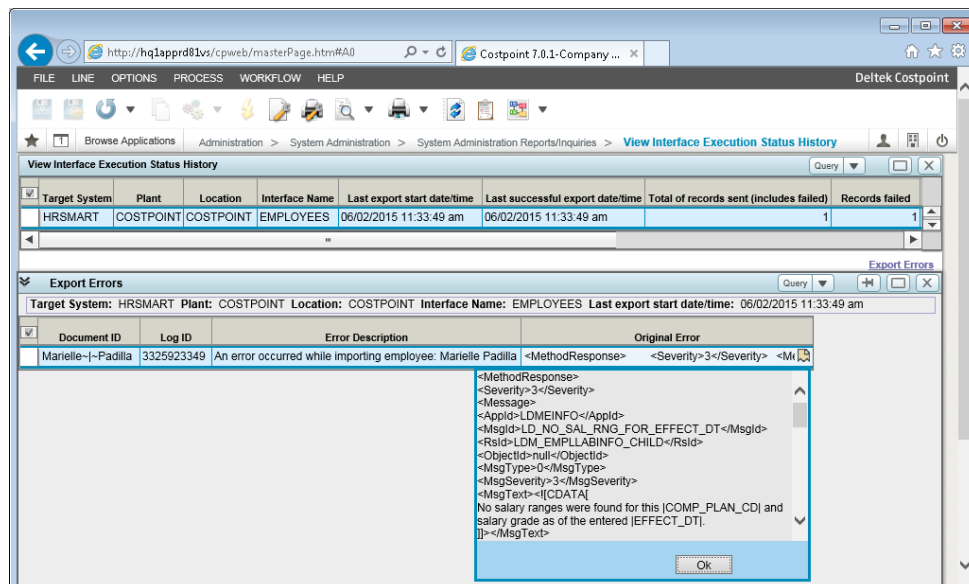 http://hq1apprd81vs/cpweb/masterPage.htm#A0
Costpoint 7.0.1-Company ...
FILE LINE OPTIONS PROCESS WORKFLOW HELP Deltek Costpoint
1 Browse Applications Administration > System Administration > System Administration Reports/Inquiries > View Interface Execution Status History
View Interface Execution Status History Query
Target System Plant Location Interface Name Last export start date/time Last successful export date/time Total of records sent (includes failed) Records failed
HRSMART COSTPOINT COSTPOINT EMPLOYEES 06/02/2015 11:33:49 am 06/02/2015 11:33:49 am 1 1
Export Errors
Export Errors Query
Target System: HRSMART Plant: COSTPOINT Location: COSTPOINT Interface Name: EMPLOYEES Last export start date/time: 06/02/2015 11:33:49 am
Document ID Log ID Error Description Original Error
Marielle~|~Padilla 3325923349 An error occurred while importing employee: Marielle Padilla <MethodResponse> <Severity>3</Severity> <Me
<MethodResponse>
<Severity>3</Severity>
<Message>
<AppId>LDMEINFO</AppId>
<MsgId>LD_NO_SAL_RNG_FOR_EFFECT_DT</MsgId>
<RsId>LDM_EMPLLABINFO_CHILD</RsId>
<ObjectId>null</ObjectId>
<MsgType>0</MsgType>
<MsgSeverity>3</MsgSeverity>
<MsgText><![CDATA[
No salary ranges were found for this |COMP_PLAN_CD| and
salary grade as of the entered |EFFECT_DT|.
]]></MsgText>
Ok